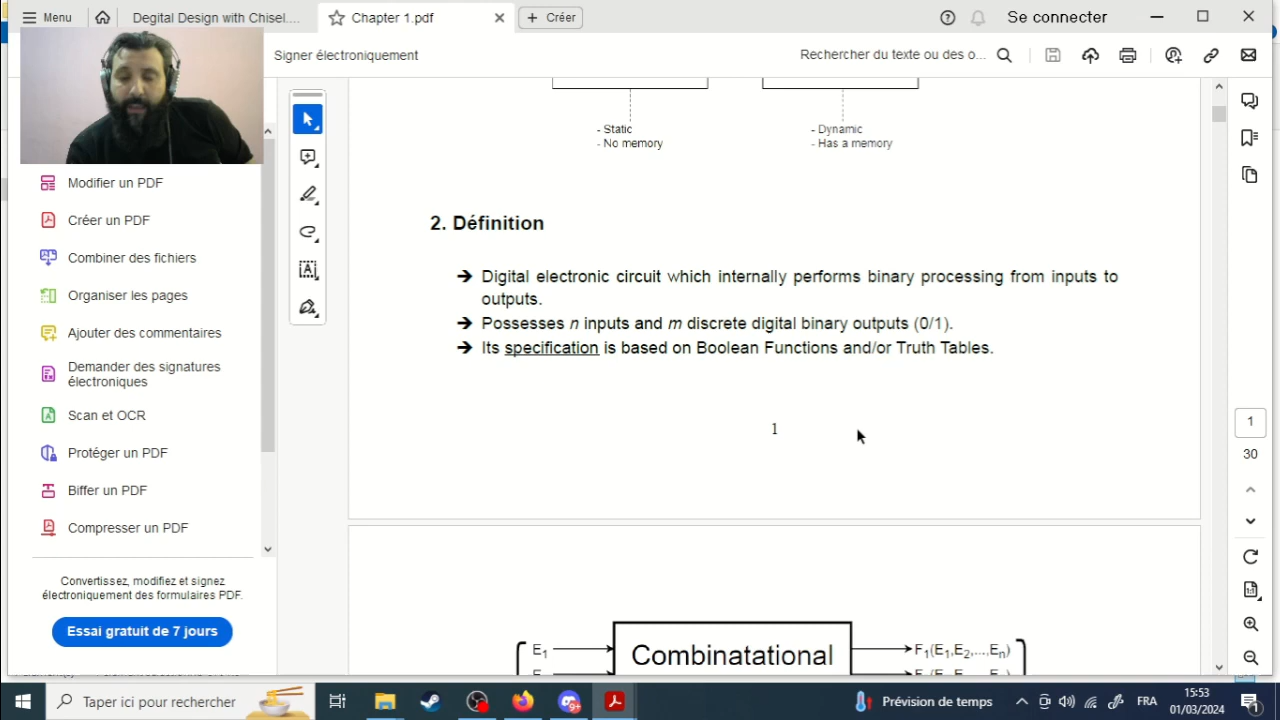 Menu
Degital Design with Chisel....
Chapter 1.pdf
Créer
Se connecter
Signer électroniquement
Rechercher du texte ou des o...
- Static
- No memory
- Dynamic
- Has a memory
Modifier un PDF
Créer un PDF
Combiner des fichiers
Organiser les pages
Ajouter des commentaires
Demander des signatures
électroniques
Scan et OCR
Protéger un PDF
Biffer un PDF
Compresser un PDF
Convertissez, modifiez et signez
électroniquement des formulaires PDF.
Essai gratuit de 7 jours
2. Définition
➔ Digital electronic circuit which internally performs binary processing from inputs to
outputs.
➔ Possesses n inputs and m discrete digital binary outputs (0/1).
➔ Its specification is based on Boolean Functions and/or Truth Tables.
1
E1
Combinatational
F1(E1,E2,...,En)
1
30
Taper ici pour rechercher
9+
Prévision de temps
FRA
15:53
01/03/2024
1